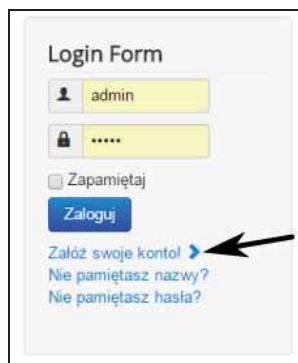 Login Form
admin
•••••
Zapamiętaj
Zaloguj
Załóż swoje konto!
Nie pamiętasz nazwy?
Nie pamiętasz hasła?